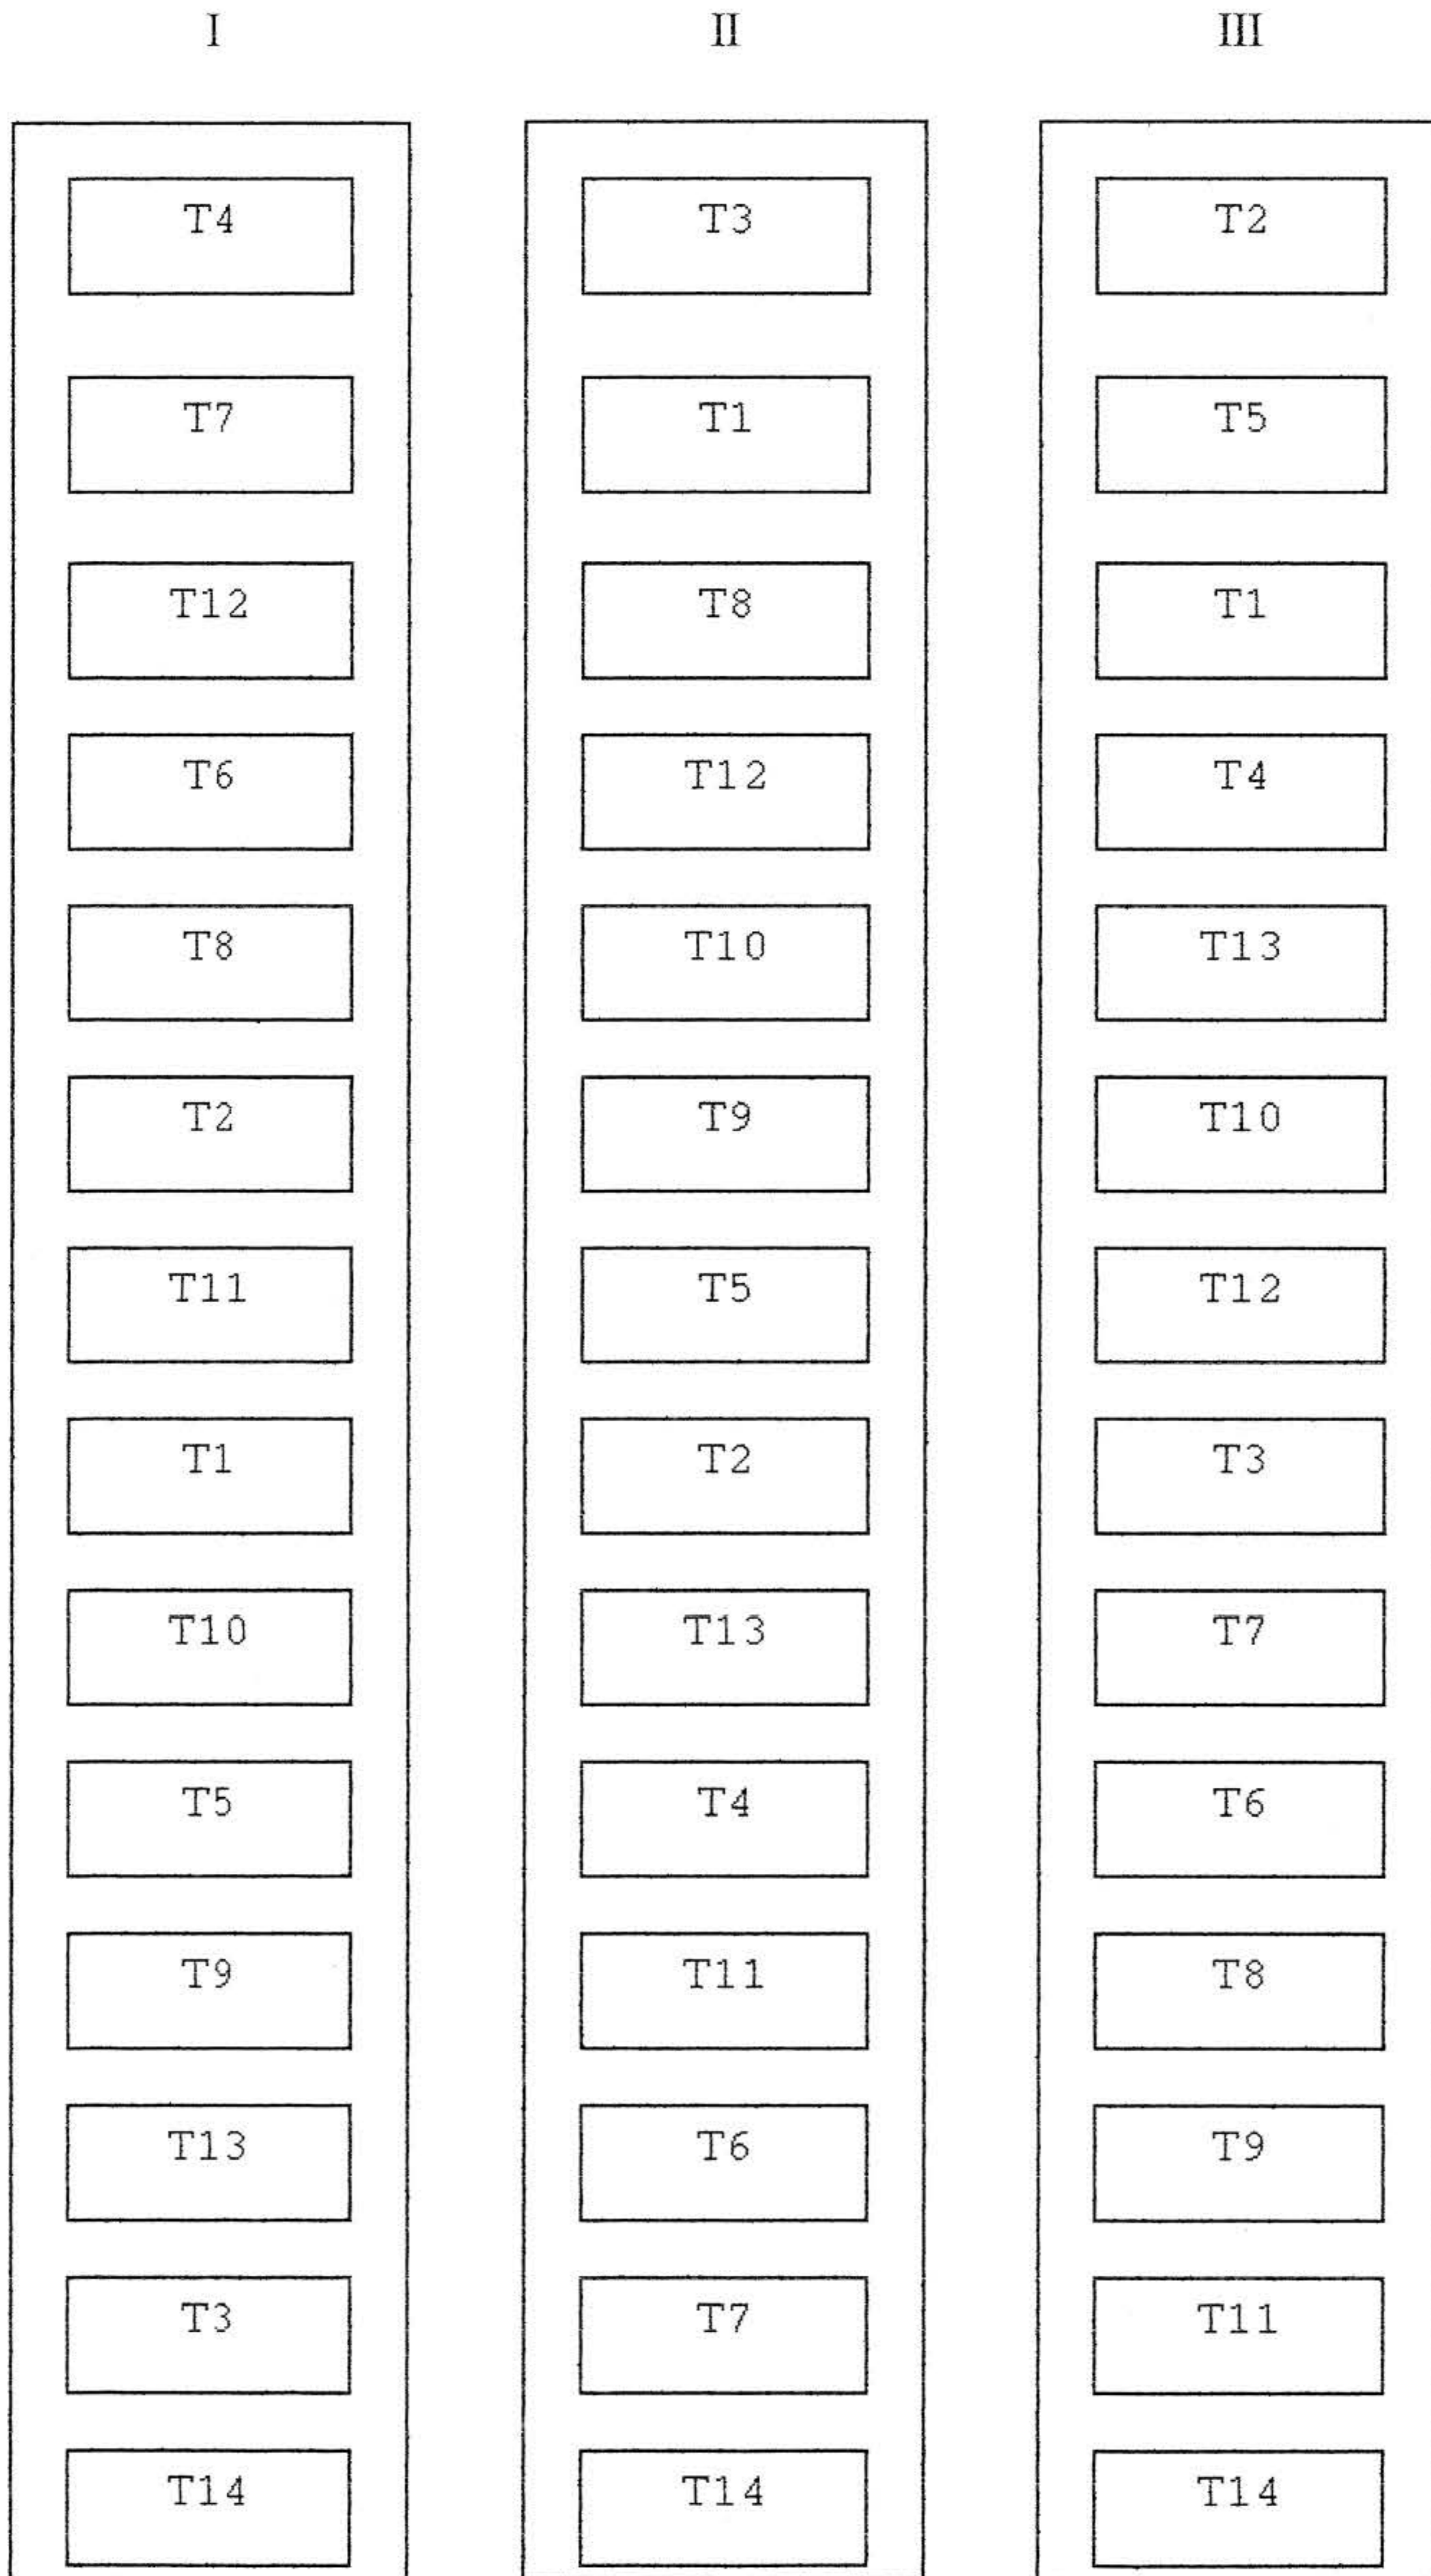 I II III
T4 T3 T2
T7 T1 T5
T12 T8 T1
T6 T12 T4
T8 T10 T13
T2 T9 T10
T11 T5 T12
T1 T2 T3
T10 T13 T7
T5 T4 T6
T9 T11 T8
T13 T6 T9
T3 T7 T11
T14 T14 T14